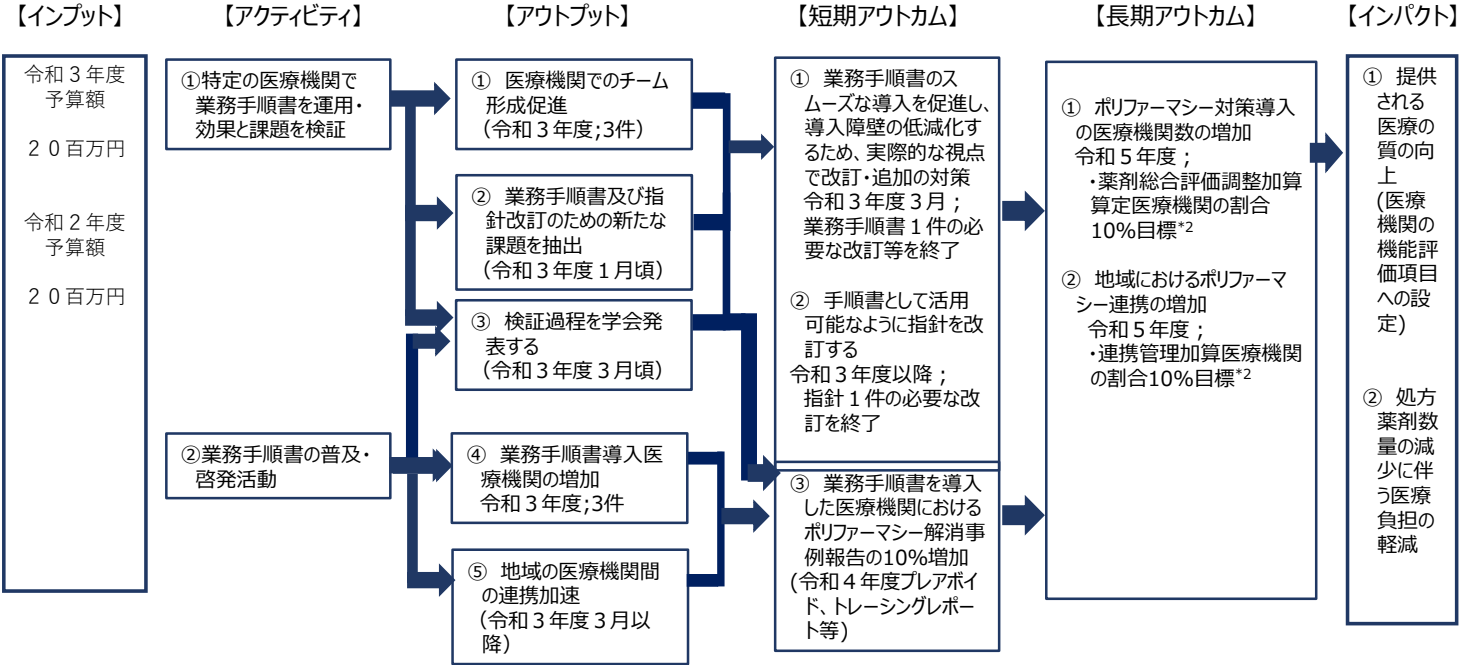 【インプット】
【アクティビティ】
【アウトプット】
【短期アウトカム】
【長期アウトカム】
【インパクト】
令和３年度
予算額
２０百万円
令和２年度
予算額
２０百万円
①特定の医療機関で
業務手順書を運用・
効果と課題を検証
②業務手順書の普及・
啓発活動
① 医療機関でのチーム
形成促進
（令和３年度;3件）
② 業務手順書及び指
針改訂のための新たな
課題を抽出
（令和３年度１月頃）
③ 検証過程を学会発
表する
（令和３年度３月頃）
④ 業務手順書導入医
療機関の増加
令和３年度;3件
⑤ 地域の医療機関間
の連携加速
（令和３年度３月以
降）
① 業務手順書のス
ムーズな導入を促進し、
導入障壁の低減化す
るため、実際的な視点
で改訂・追加の対策
令和３年度３月；
業務手順書１件の必
要な改訂等を終了
② 手順書として活用
可能なように指針を改
訂する
令和３年度以降；
指針１件の必要な改
訂を終了
③ 業務手順書を導入
した医療機関における
ポリファーマシー解消事
例報告の10%増加
(令和４年度プレアボイ
ド、トレーシングレポー
ト等)
① ポリファーマシー対策導入
の医療機関数の増加
令和５年度；
・薬剤総合評価調整加算
算定医療機関の割合
10%目標*2
② 地域におけるポリファーマ
シー連携の増加
令和５年度；
・連携管理加算医療機関
の割合10%目標*2
① 提供
される
医療の
質の向
上
(医療
機関の
機能評
価項目
への設
定)
② 処方
薬剤数
量の減
少に伴
う医療
負担の
軽減